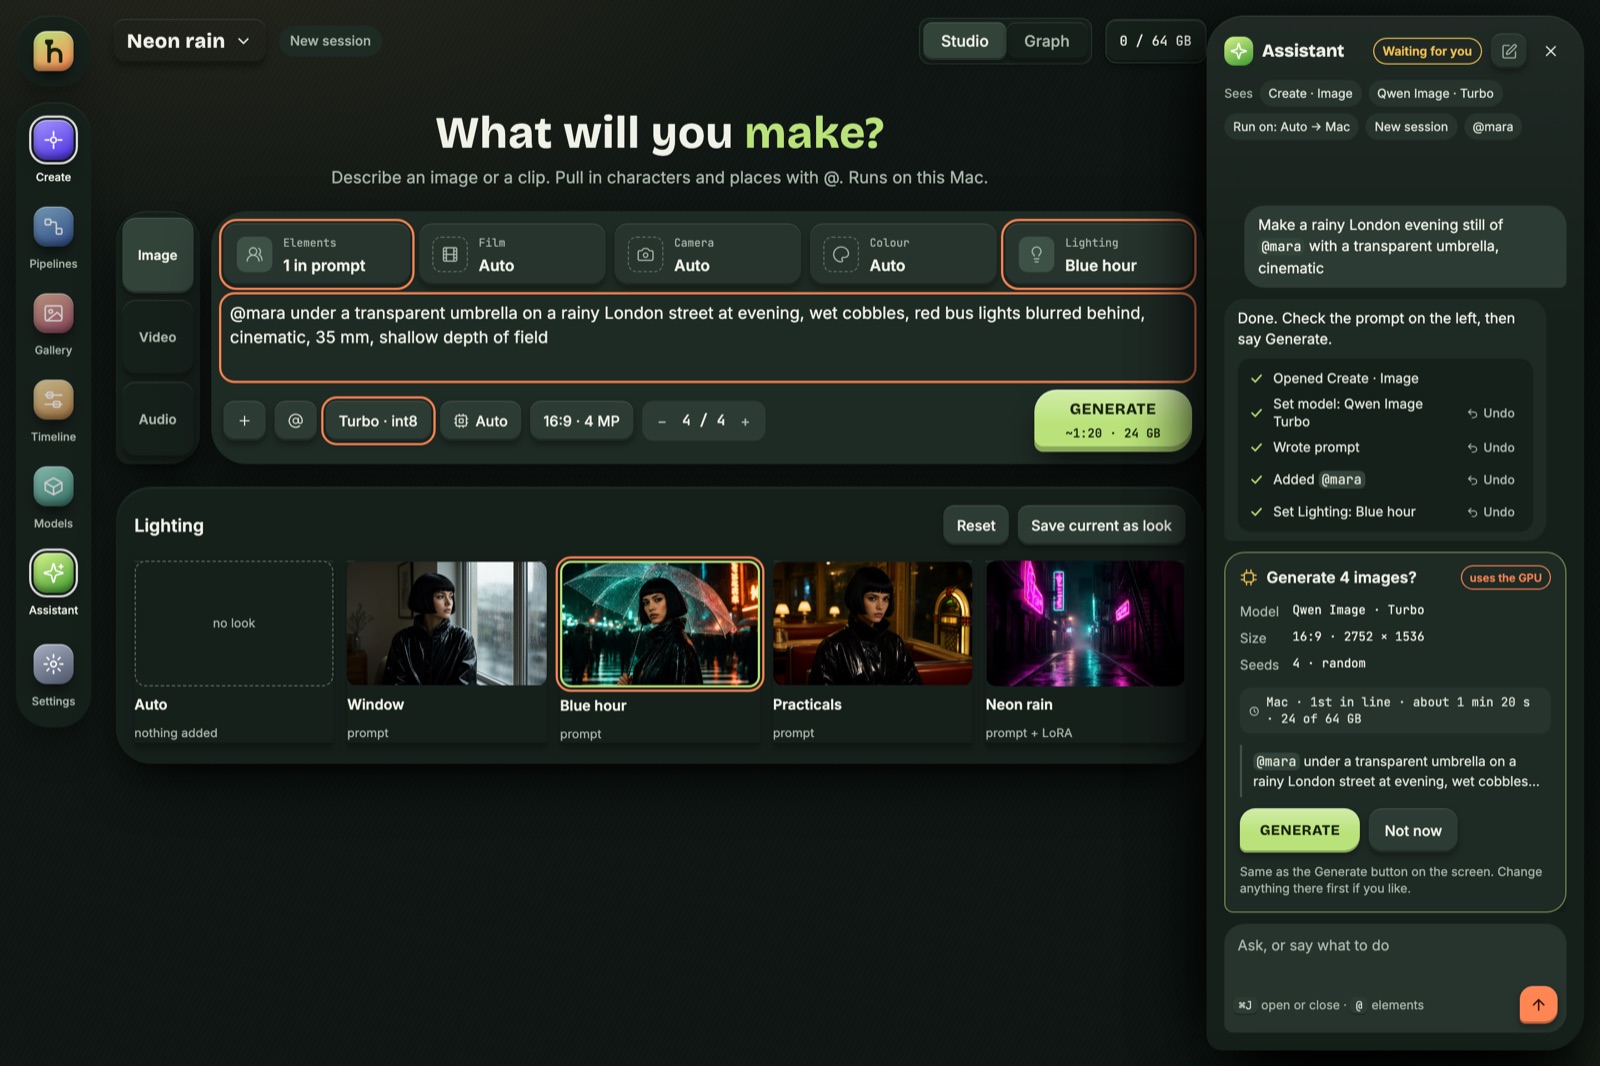 Neon rain
New session
Studio
Graph
0 / 64 GB
Create
Pipelines
Gallery
Timeline
Models
Assistant
Settings
What will you make?
Describe an image or a clip. Pull in characters and places with @. Runs on this Mac.
Image
Video
Audio
Elements
1 in prompt
Film
Auto
Camera
Auto
Colour
Auto
Lighting
Blue hour
@mara under a transparent umbrella on a rainy London street at evening, wet cobbles, red bus lights blurred behind,
cinematic, 35 mm, shallow depth of field
+
@
Turbo · int8
Auto
16:9 · 4 MP
− 4 / 4 +
GENERATE
~1:20 · 24 GB
Lighting
Reset
Save current as look
no look
Auto
nothing added
Window
prompt
Blue hour
prompt
Practicals
prompt
Neon rain
prompt + LoRA
Assistant
Waiting for you
Sees
Create · Image
Qwen Image · Turbo
Run on: Auto → Mac
New session
@mara
Make a rainy London evening still of
@mara with a transparent umbrella,
cinematic
Done. Check the prompt on the left, then
say Generate.
Opened Create · Image
Set model: Qwen Image
Turbo
Undo
Wrote prompt
Undo
Added @mara
Undo
Set Lighting: Blue hour
Undo
Generate 4 images?
uses the GPU
Model Qwen Image · Turbo
Size 16:9 · 2752 × 1536
Seeds 4 · random
Mac · 1st in line · about 1 min 20 s
· 24 of 64 GB
@mara under a transparent umbrella on a
rainy London street at evening, wet cobbles...
GENERATE
Not now
Same as the Generate button on the screen. Change
anything there first if you like.
Ask, or say what to do
⌘J open or close · @ elements